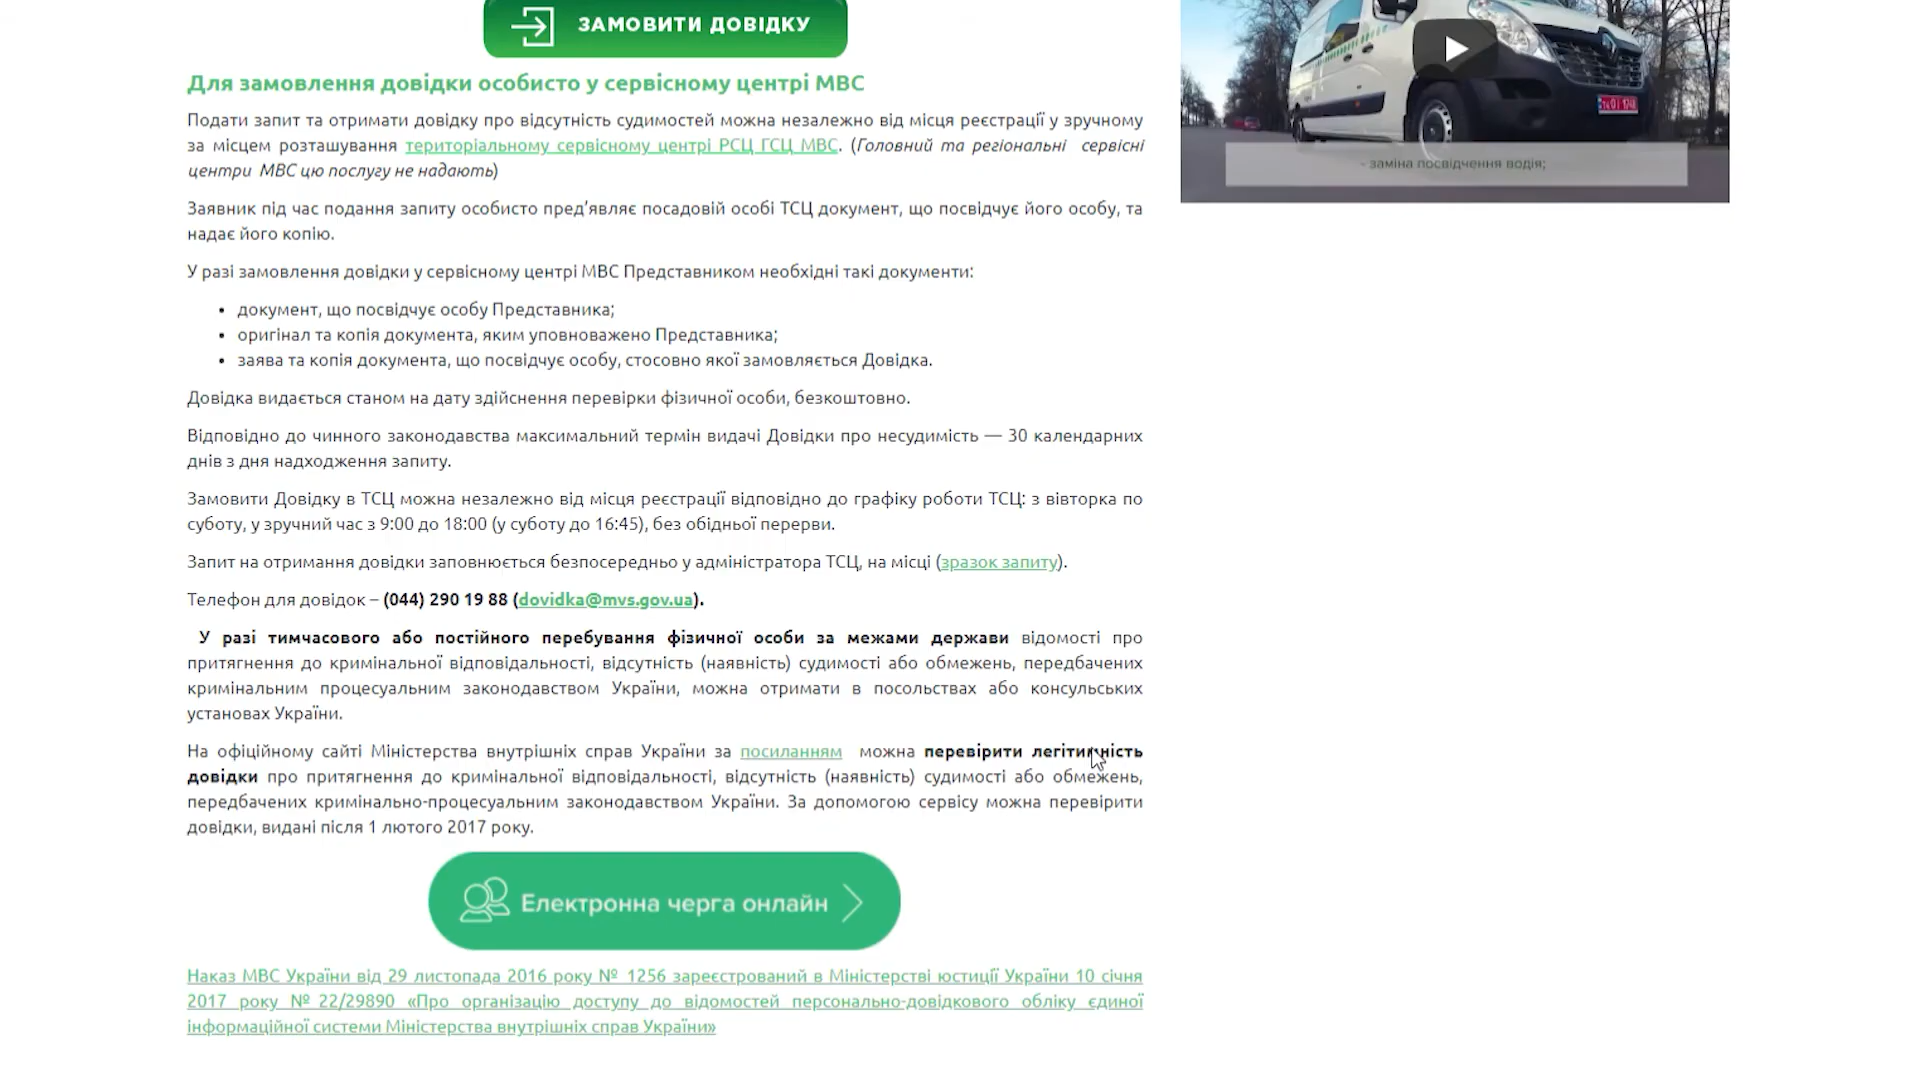 ЗАМОВИТИ ДОВІДКУ
Для замовлення довідки особисто у сервісному центрі МВС
Подати запит та отримати довідку про відсутність судимостей можна незалежно від місця реєстрації у зручному
за місцем розташування територіальному сервісному центрі РСЦ ГСЦ МВС. (Головний та регіональні сервісні
центри МВС цю послугу не надають)
Заявник під час подання запиту особисто пред’являє посадовій особі ТСЦ документ, що посвідчує його особу, та
надає його копію.
У разі замовлення довідки у сервісному центрі МВС Представником необхідні такі документи:
• документ, що посвідчує особу Представника;
• оригінал та копія документа, яким уповноважено Представника;
• заява та копія документа, що посвідчує особу, стосовно якої замовляється Довідка.
Довідка видається станом на дату здійснення перевірки фізичної особи, безкоштовно.
Відповідно до чинного законодавства максимальний термін видачі Довідки про несудимість — 30 календарних
днів з дня надходження запиту.
Замовити Довідку в ТСЦ можна незалежно від місця реєстрації відповідно до графіку роботи ТСЦ: з вівторка по
суботу, у зручний час з 9:00 до 18:00 (у суботу до 16:45), без обідньої перерви.
Запит на отримання довідки заповнюється безпосередньо у адміністратора ТСЦ, на місці (зразок запиту).
Телефон для довідок – (044) 290 19 88 (dovidka@mvs.gov.ua).
У разі тимчасового або постійного перебування фізичної особи за межами держави відомості про
притягнення до кримінальної відповідальності, відсутність (наявність) судимості або обмежень, передбачених
кримінальним процесуальним законодавством України, можна отримати в посольствах або консульських
установах України.
На офіційному сайті Міністерства внутрішніх справ України за посиланням можна перевірити легітимність
довідки про притягнення до кримінальної відповідальності, відсутність (наявність) судимості або обмежень,
передбачених кримінально-процесуальним законодавством України. За допомогою сервісу можна перевірити
довідки, видані після 1 лютого 2017 року.
Електронна черга онлайн
Наказ МВС України від 29 листопада 2016 року № 1256 зареєстрований в Міністерстві юстиції України 10 січня
2017 року № 22/29890 «Про організацію доступу до відомостей персонально-довідкового обліку єдиної
інформаційної системи Міністерства внутрішніх справ України»
- заміна посвідчення водія;